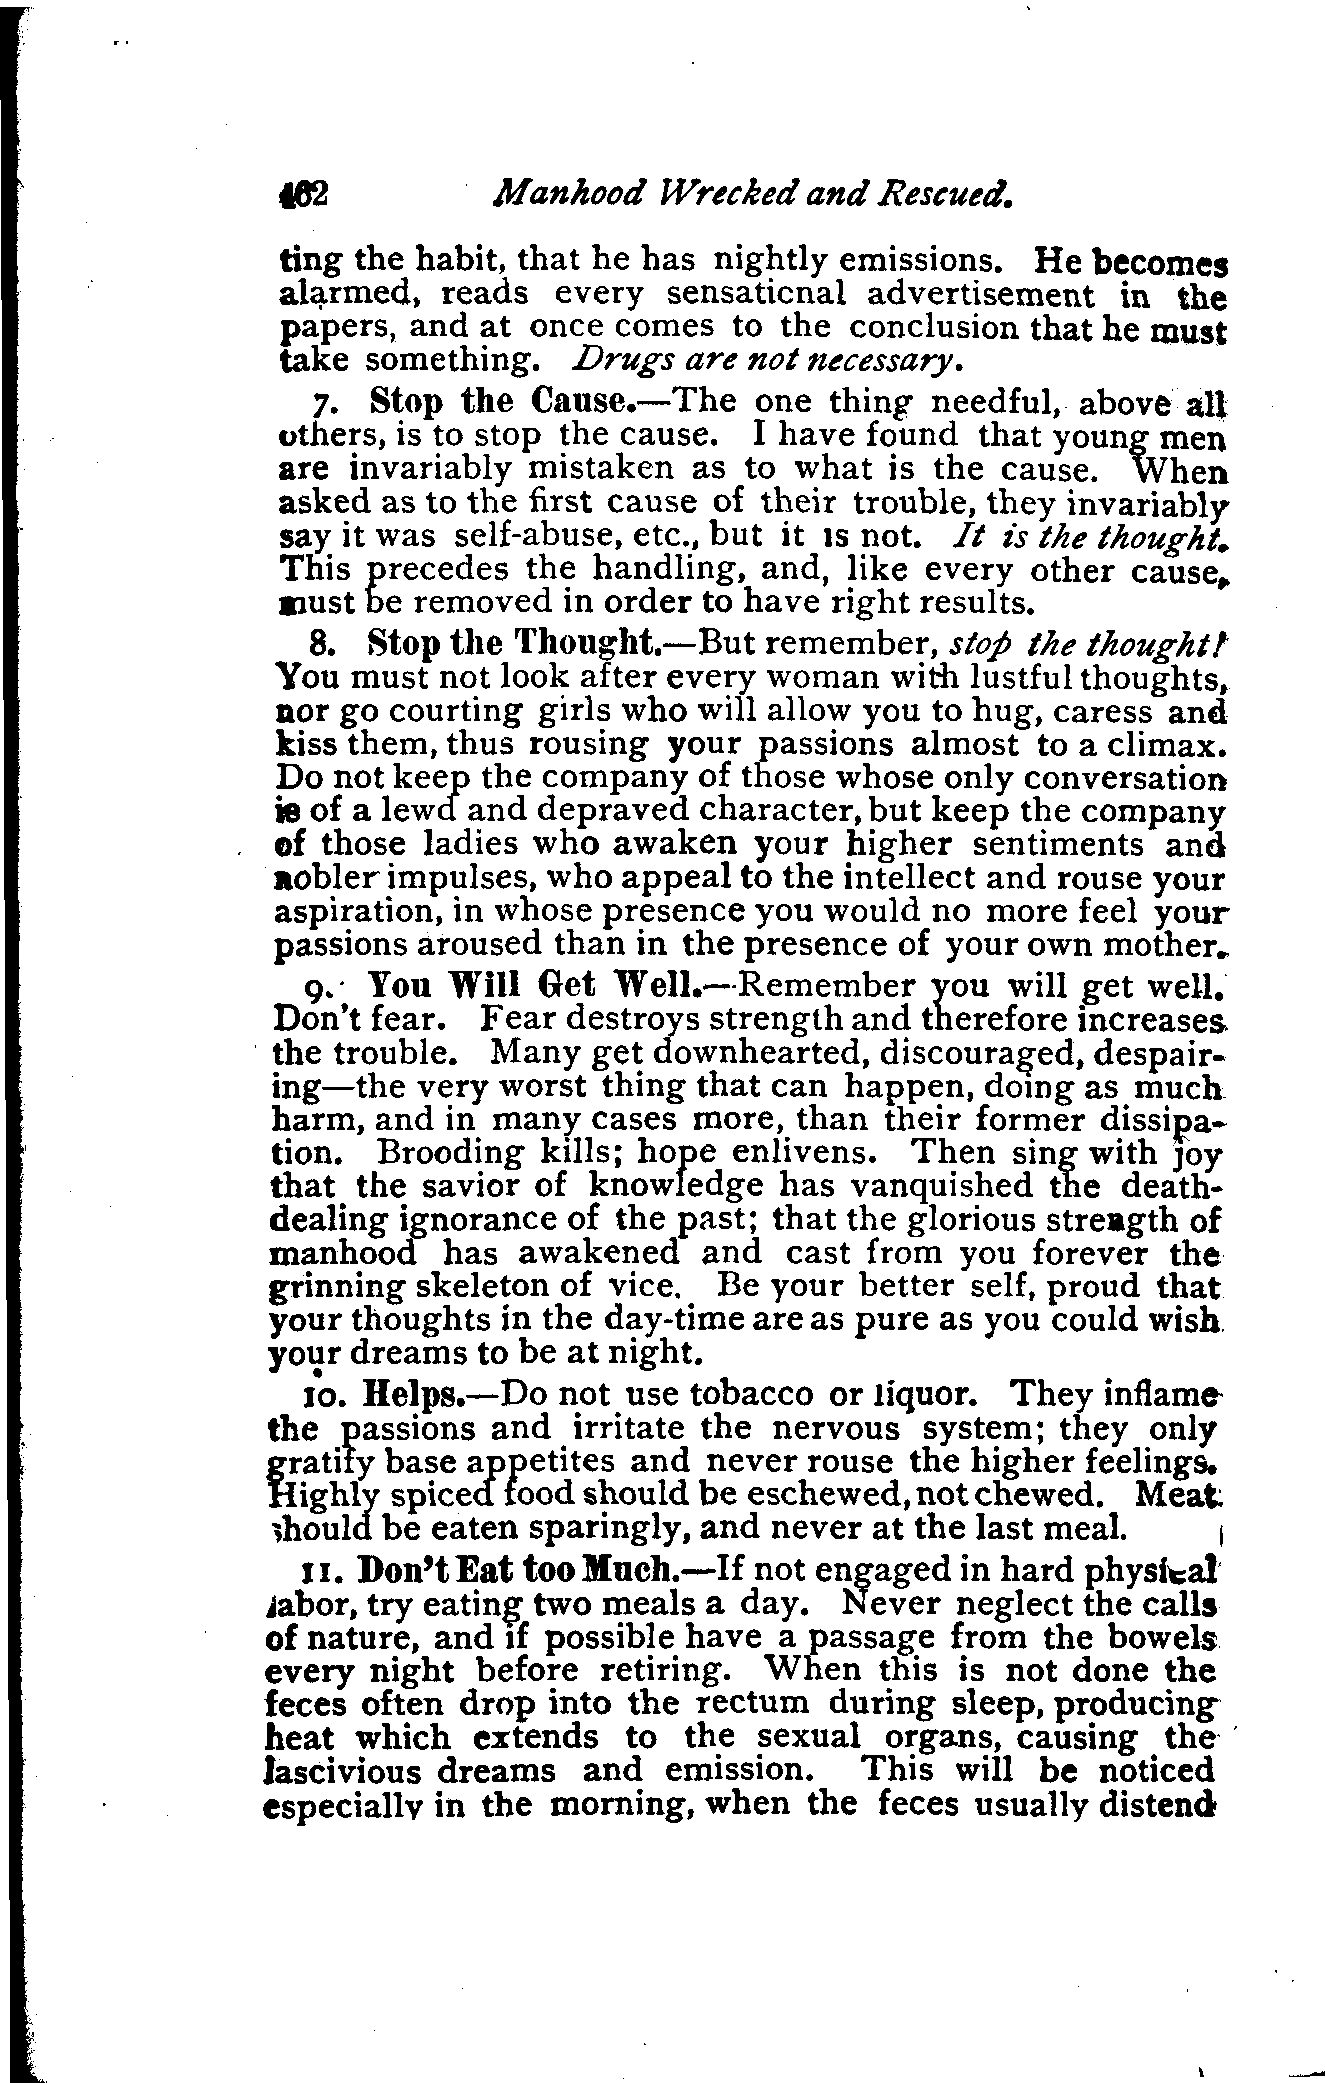 462 Manhood Wrecked and Rescued.
ting the habit, that he has nightly emissions. He becomes
alarmed, reads every sensational advertisement in the
papers, and at once comes to the conclusion that he must
take something. Drugs are not necessary.
7. Stop the Cause.—The one thing needful, above all
others, is to stop the cause. I have found that young men
are invariably mistaken as to what is the cause. When
asked as to the first cause of their trouble, they invariably
say it was self-abuse, etc., but it is not. It is the thought.
This precedes the handling, and, like every other cause,
must be removed in order to have right results.
8. Stop the Thought.—But remember, stop the thought!
You must not look after every woman with lustful thoughts,
nor go courting girls who will allow you to hug, caress and
kiss them, thus rousing your passions almost to a climax.
Do not keep the company of those whose only conversation
is of a lewd and depraved character, but keep the company
of those ladies who awaken your higher sentiments and
nobler impulses, who appeal to the intellect and rouse your
aspiration, in whose presence you would no more feel your
passions aroused than in the presence of your own mother.
9. You Will Get Well.—Remember you will get well.
Don't fear. Fear destroys strength and therefore increases
the trouble. Many get downhearted, discouraged, despair-
ing—the very worst thing that can happen, doing as much
harm, and in many cases more, than their former dissipa-
tion. Brooding kills; hope enlivens. Then sing with joy
that the savior of knowledge has vanquished the death-
dealing ignorance of the past; that the glorious strength of
manhood has awakened and cast from you forever the
grinning skeleton of vice. Be your better self, proud that
your thoughts in the day-time are as pure as you could wish
your dreams to be at night.
10. Helps.—Do not use tobacco or liquor. They inflame
the passions and irritate the nervous system; they only
gratify base appetites and never rouse the higher feelings.
Highly spiced food should be eschewed, not chewed. Meat
should be eaten sparingly, and never at the last meal.
11. Don't Eat too Much.—If not engaged in hard physical
labor, try eating two meals a day. Never neglect the calls
of nature, and if possible have a passage from the bowels
every night before retiring. When this is not done the
feces often drop into the rectum during sleep, producing
heat which extends to the sexual organs, causing the
lascivious dreams and emission. This will be noticed
especially in the morning, when the feces usually distend